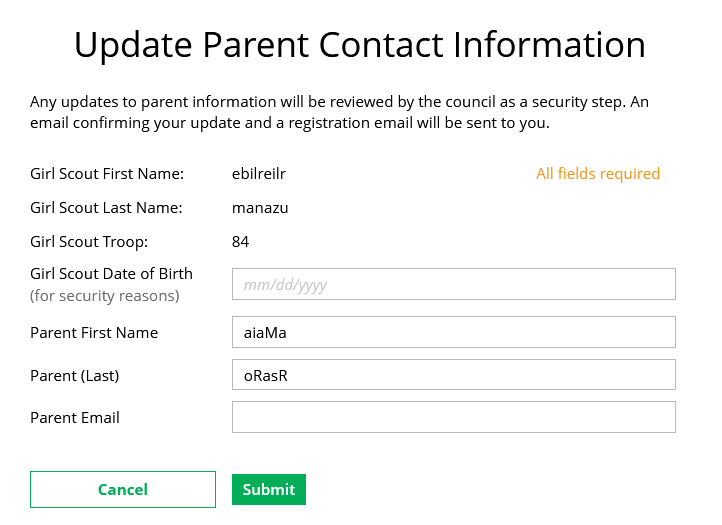 Update Parent Contact Information
Any updates to parent information will be reviewed by the council as a security step. An
email confirming your update and a registration email will be sent to you.
Girl Scout First Name: ebilreilr All fields required
Girl Scout Last Name: manazu
Girl Scout Troop: 84
Girl Scout Date of Birth
(for security reasons) mm/dd/yyyy
Parent First Name aiaMa
Parent (Last) oRasR
Parent Email
Cancel Submit